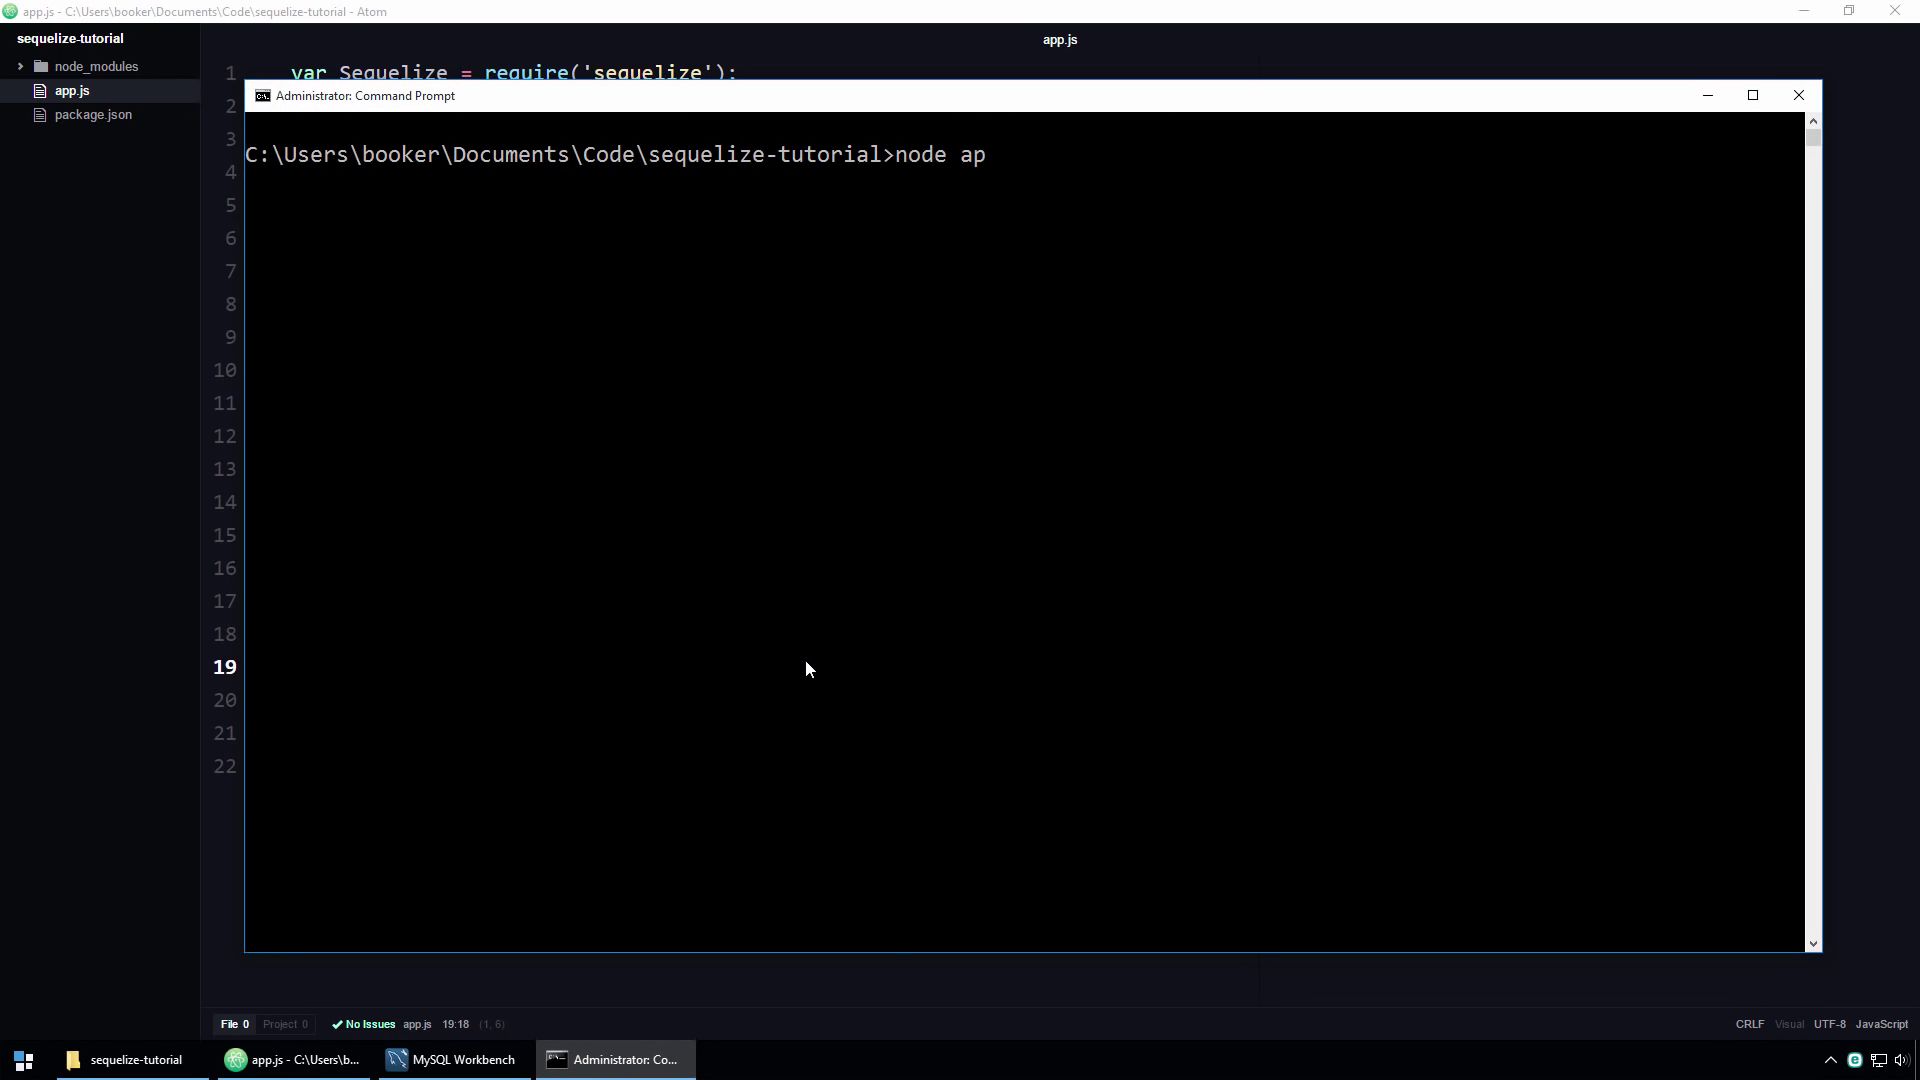 app.js - C:\Users\booker\Documents\Code\sequelize-tutorial - Atom
sequelize-tutorial
node_modules
app.js
package.json
app.js
1 var Sequelize = require('sequelize');
Administrator: Command Prompt
C:\Users\booker\Documents\Code\sequelize-tutorial>node ap
2
3
4
5
6
7
8
9
10
11
12
13
14
15
16
17
18
19
20
21
22
File 0 Project 0 No Issues app.js 19:18 (1, 6)
CRLF Visual UTF-8 JavaScript
sequelize-tutorial
app.js - C:\Users\b...
MySQL Workbench
Administrator: Co...